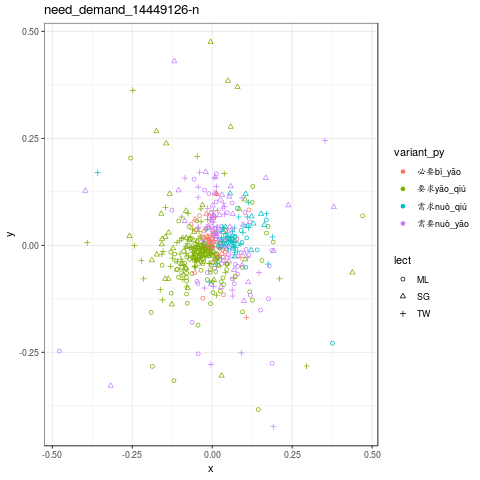 need_demand_14449126-n
0.50
0.25
0.00
-0.25
y
-0.50
-0.25
0.00
0.25
0.50
x
variant_py
必要bì_yāo
要求yāo_qiú
需求nuò_qiú
需要nuò_yāo
lect
ML
SG
TW